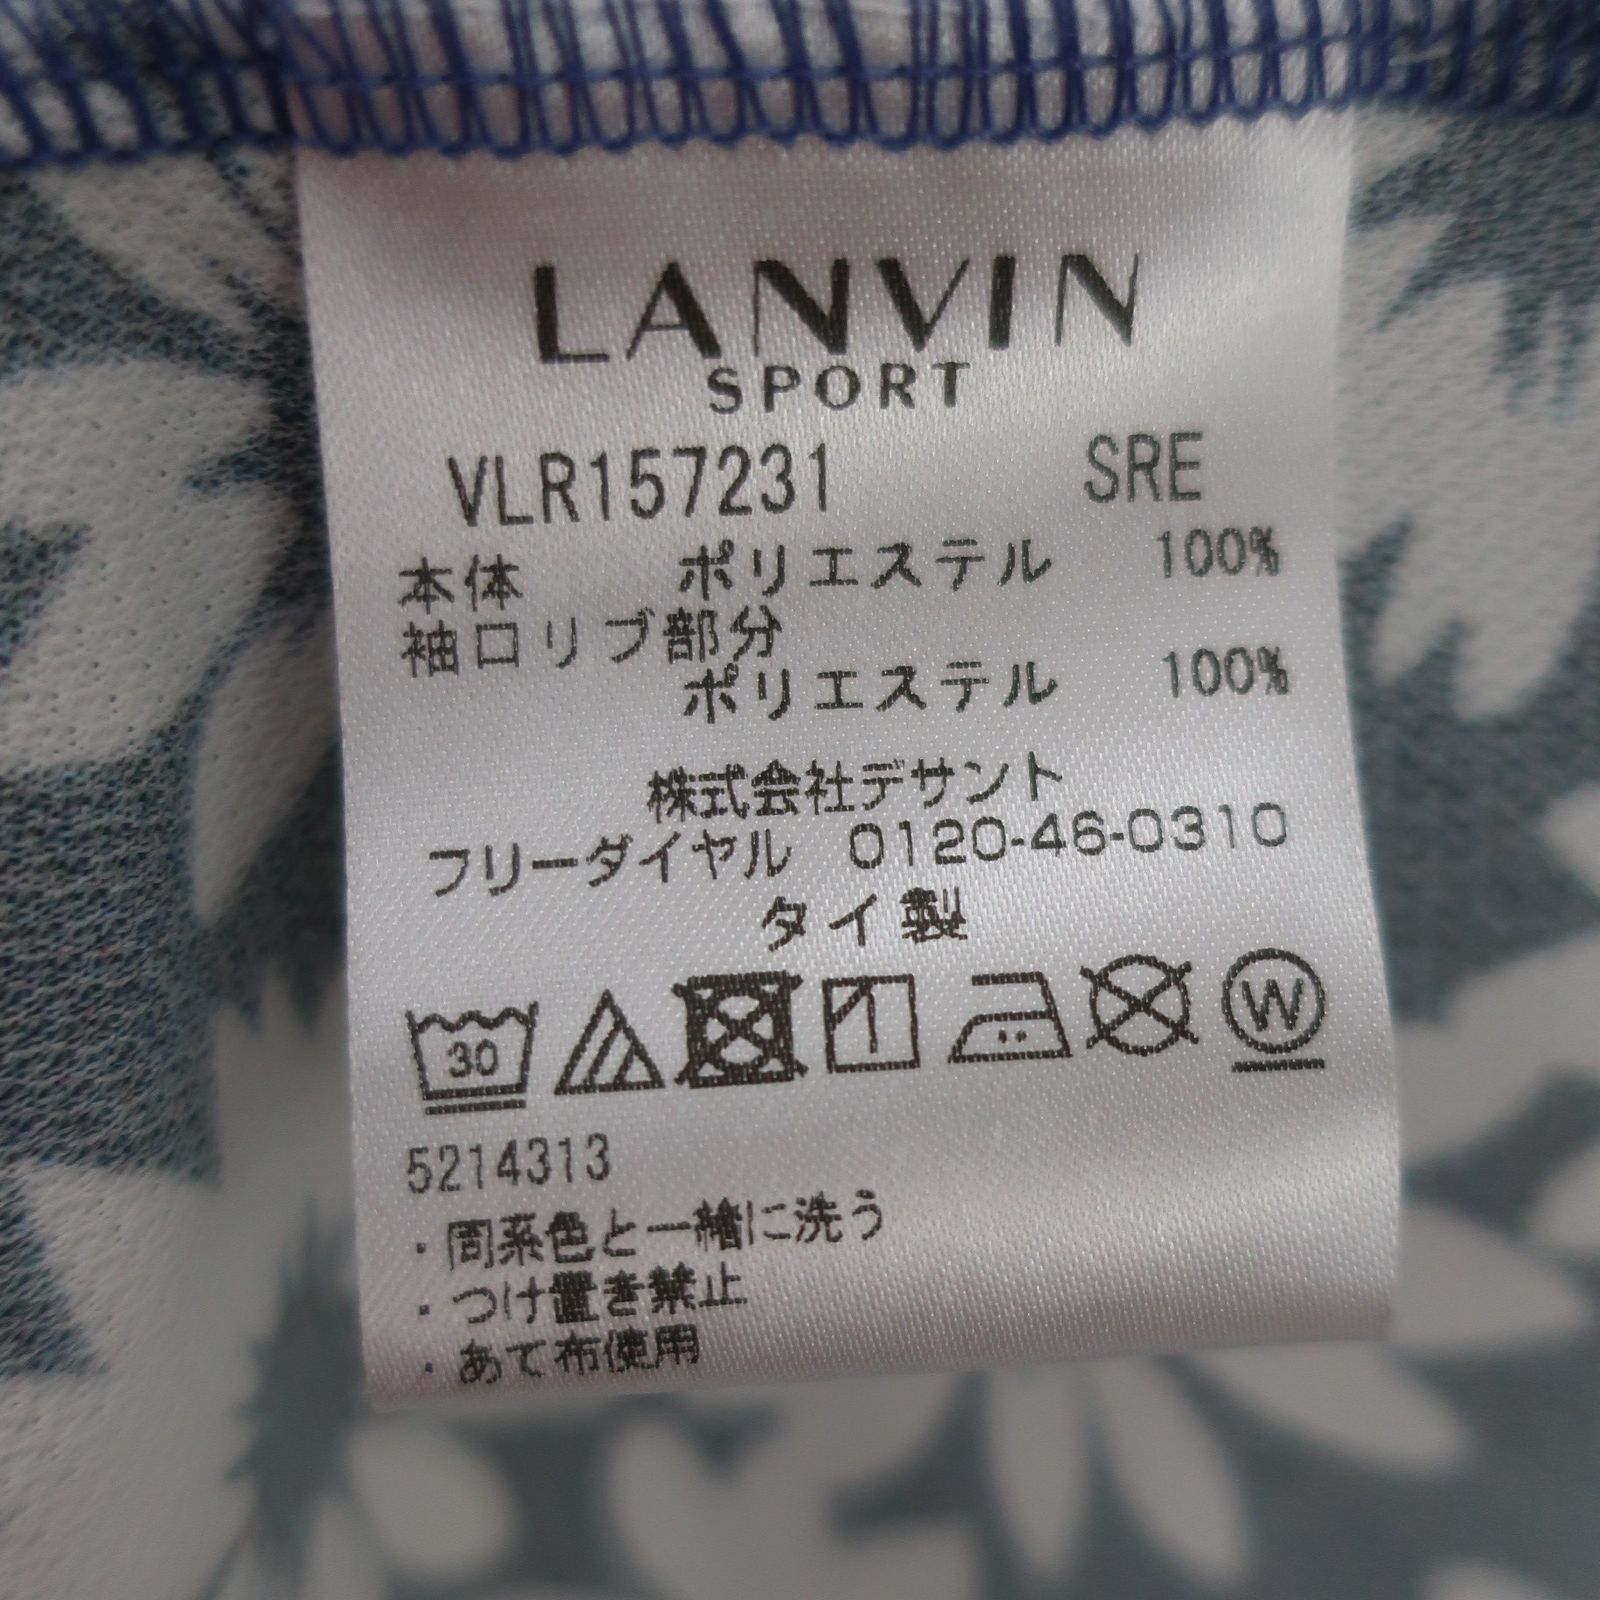 LANVIN
SPORT
VLR157231 SRE
本体 ポリエステル 100%
袖口リブ部分
ポリエステル 100%
株式会社デサント
フリーダイヤル 0120-46-0310
タイ製
30 W
5214313
・同系色と一緒に洗う
・つけ置き禁止
・あて布使用